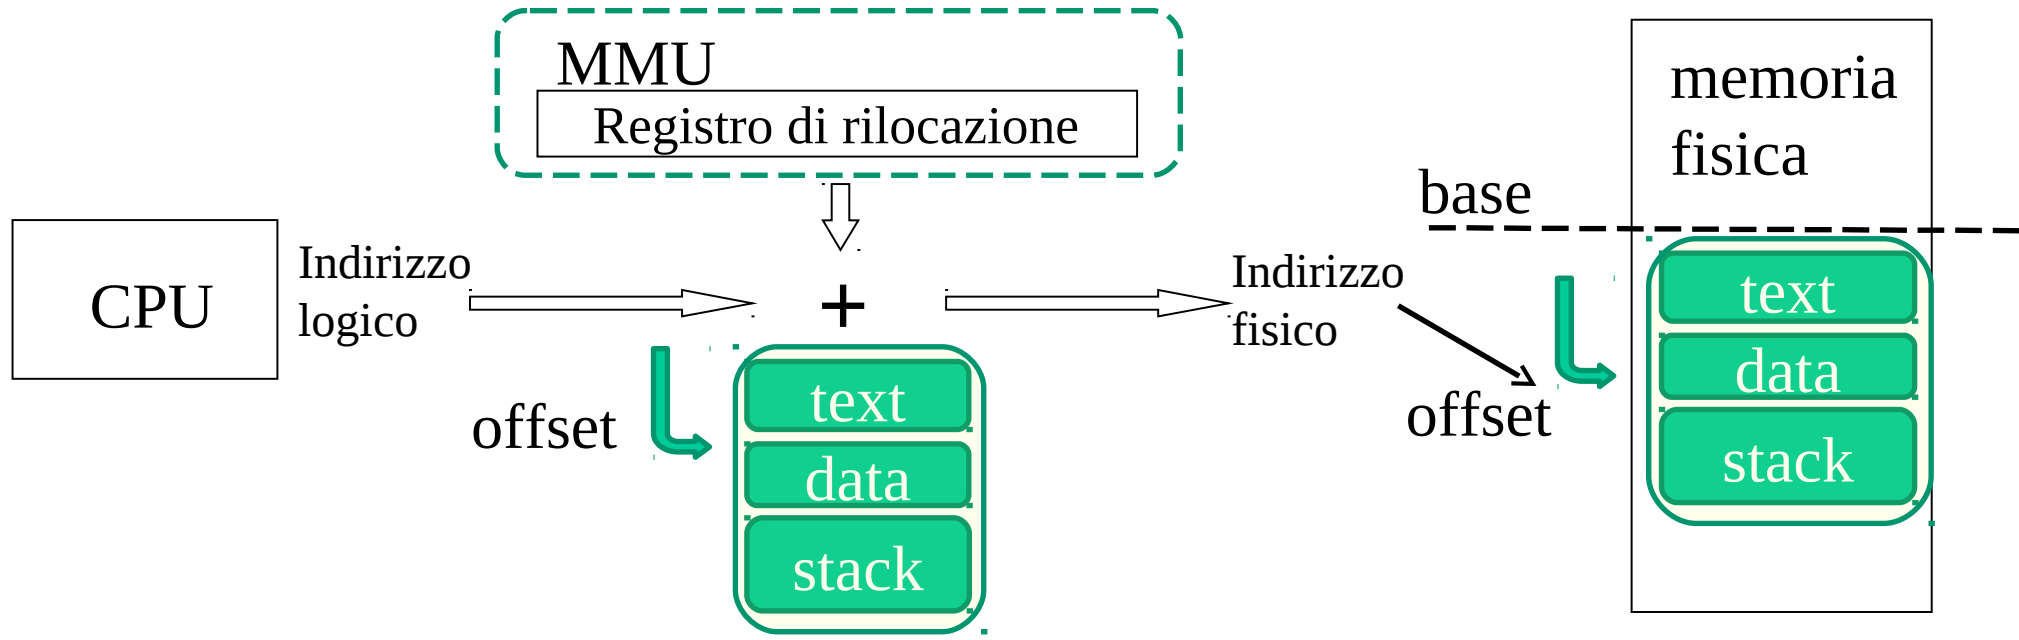 MMU
Registro di rilocazione
memoria
fisica
base
CPU
Indirizzo
logico
+
Indirizzo
fisico
offset
text
data
stack
offset
text
data
stack